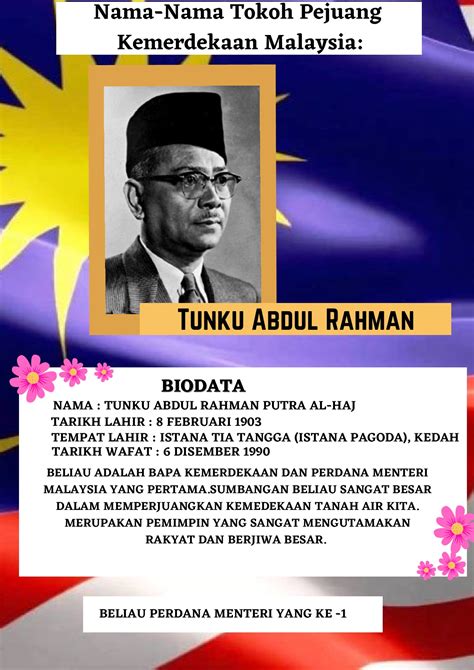 Nama-Nama Tokoh Pejuang
Kemerdekaan Malaysia:
TUNKU ABDUL RAHMAN
BIODATA
NAMA : TUNKU ABDUL RAHMAN PUTRA AL-HAJ
TARIKH LAHIR : 8 FEBRUARI 1903
TEMPAT LAHIR : ISTANA TIA TANGGA (ISTANA PAGODA), KEDAH
TARIKH WAFAT : 6 DISEMBER 1990
BELIAU ADALAH BAPA KEMERDEKAAN DAN PERDANA MENTERI
MALAYSIA YANG PERTAMA.SUMBANGAN BELIAU SANGAT BESAR
DALAM MEMPERJUANGKAN KEMEDEKAAN TANAH AIR KITA.
MERUPAKAN PEMIMPIN YANG SANGAT MENGUTAMAKAN
RAKYAT DAN BERJIWA BESAR.
BELIAU PERDANA MENTERI YANG KE -1